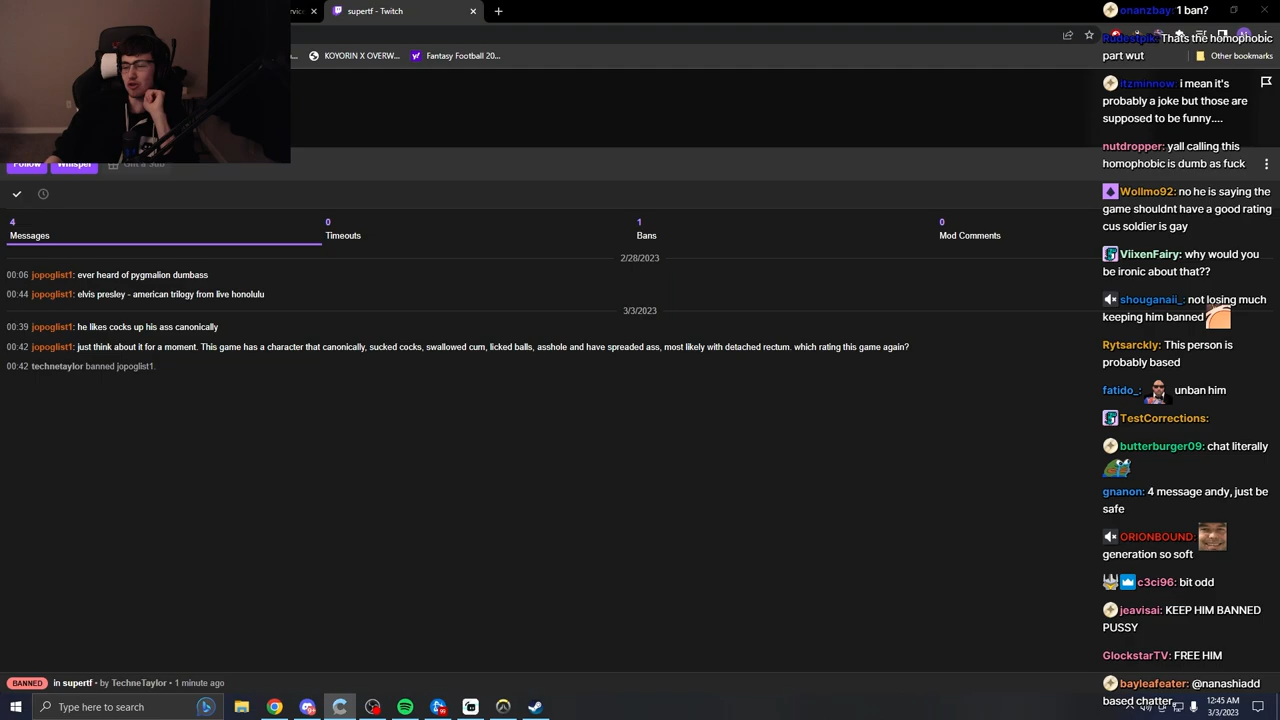 supertf - Twitch
KOYORIN X OVERW...
Fantasy Football 20...
Other bookmarks
Follow
Whisper
Gift a Sub
4
Messages
0
Timeouts
1
Bans
0
Mod Comments
2/28/2023
00:06 jopoglist1: ever heard of pygmalion dumbass
00:44 jopoglist1: elvis presley - american trilogy from live honolulu
3/3/2023
00:39 jopoglist1: he likes cocks up his ass canonically
00:42 jopoglist1: just think about it for a moment. This game has a character that canonically, sucked cocks, swallowed cum, licked balls, asshole and have spreaded ass, most likely with detached rectum. which rating this game again?
00:42 technetaylor banned jopoglist1.
BANNED in supertf • by TechneTaylor • 1 minute ago
onanzbay: 1 ban?
Rudestpik: Thats the homophobic
part wut
itzminnow: i mean it's
probably a joke but those are
supposed to be funny....
nutdropper: yall calling this
homophobic is dumb as fuck
Wollmo92: no he is saying the
game shouldnt have a good rating
cus soldier is gay
ViixenFairy: why would you
be ironic about that??
shouganaii_: not losing much
keeping him banned
Rytsarckly: This person is
probably based
fatido_: unban him
TestCorrections:
butterburger09: chat literally
gnanon: 4 message andy, just be
safe
ORIONBOUND:
generation so soft
c3ci96: bit odd
jeavisai: KEEP HIM BANNED
PUSSY
GlockstarTV: FREE HIM
bayleafeater: @nanashiadd
based chatter
Type here to search
99
12:45 AM
3/3/2023